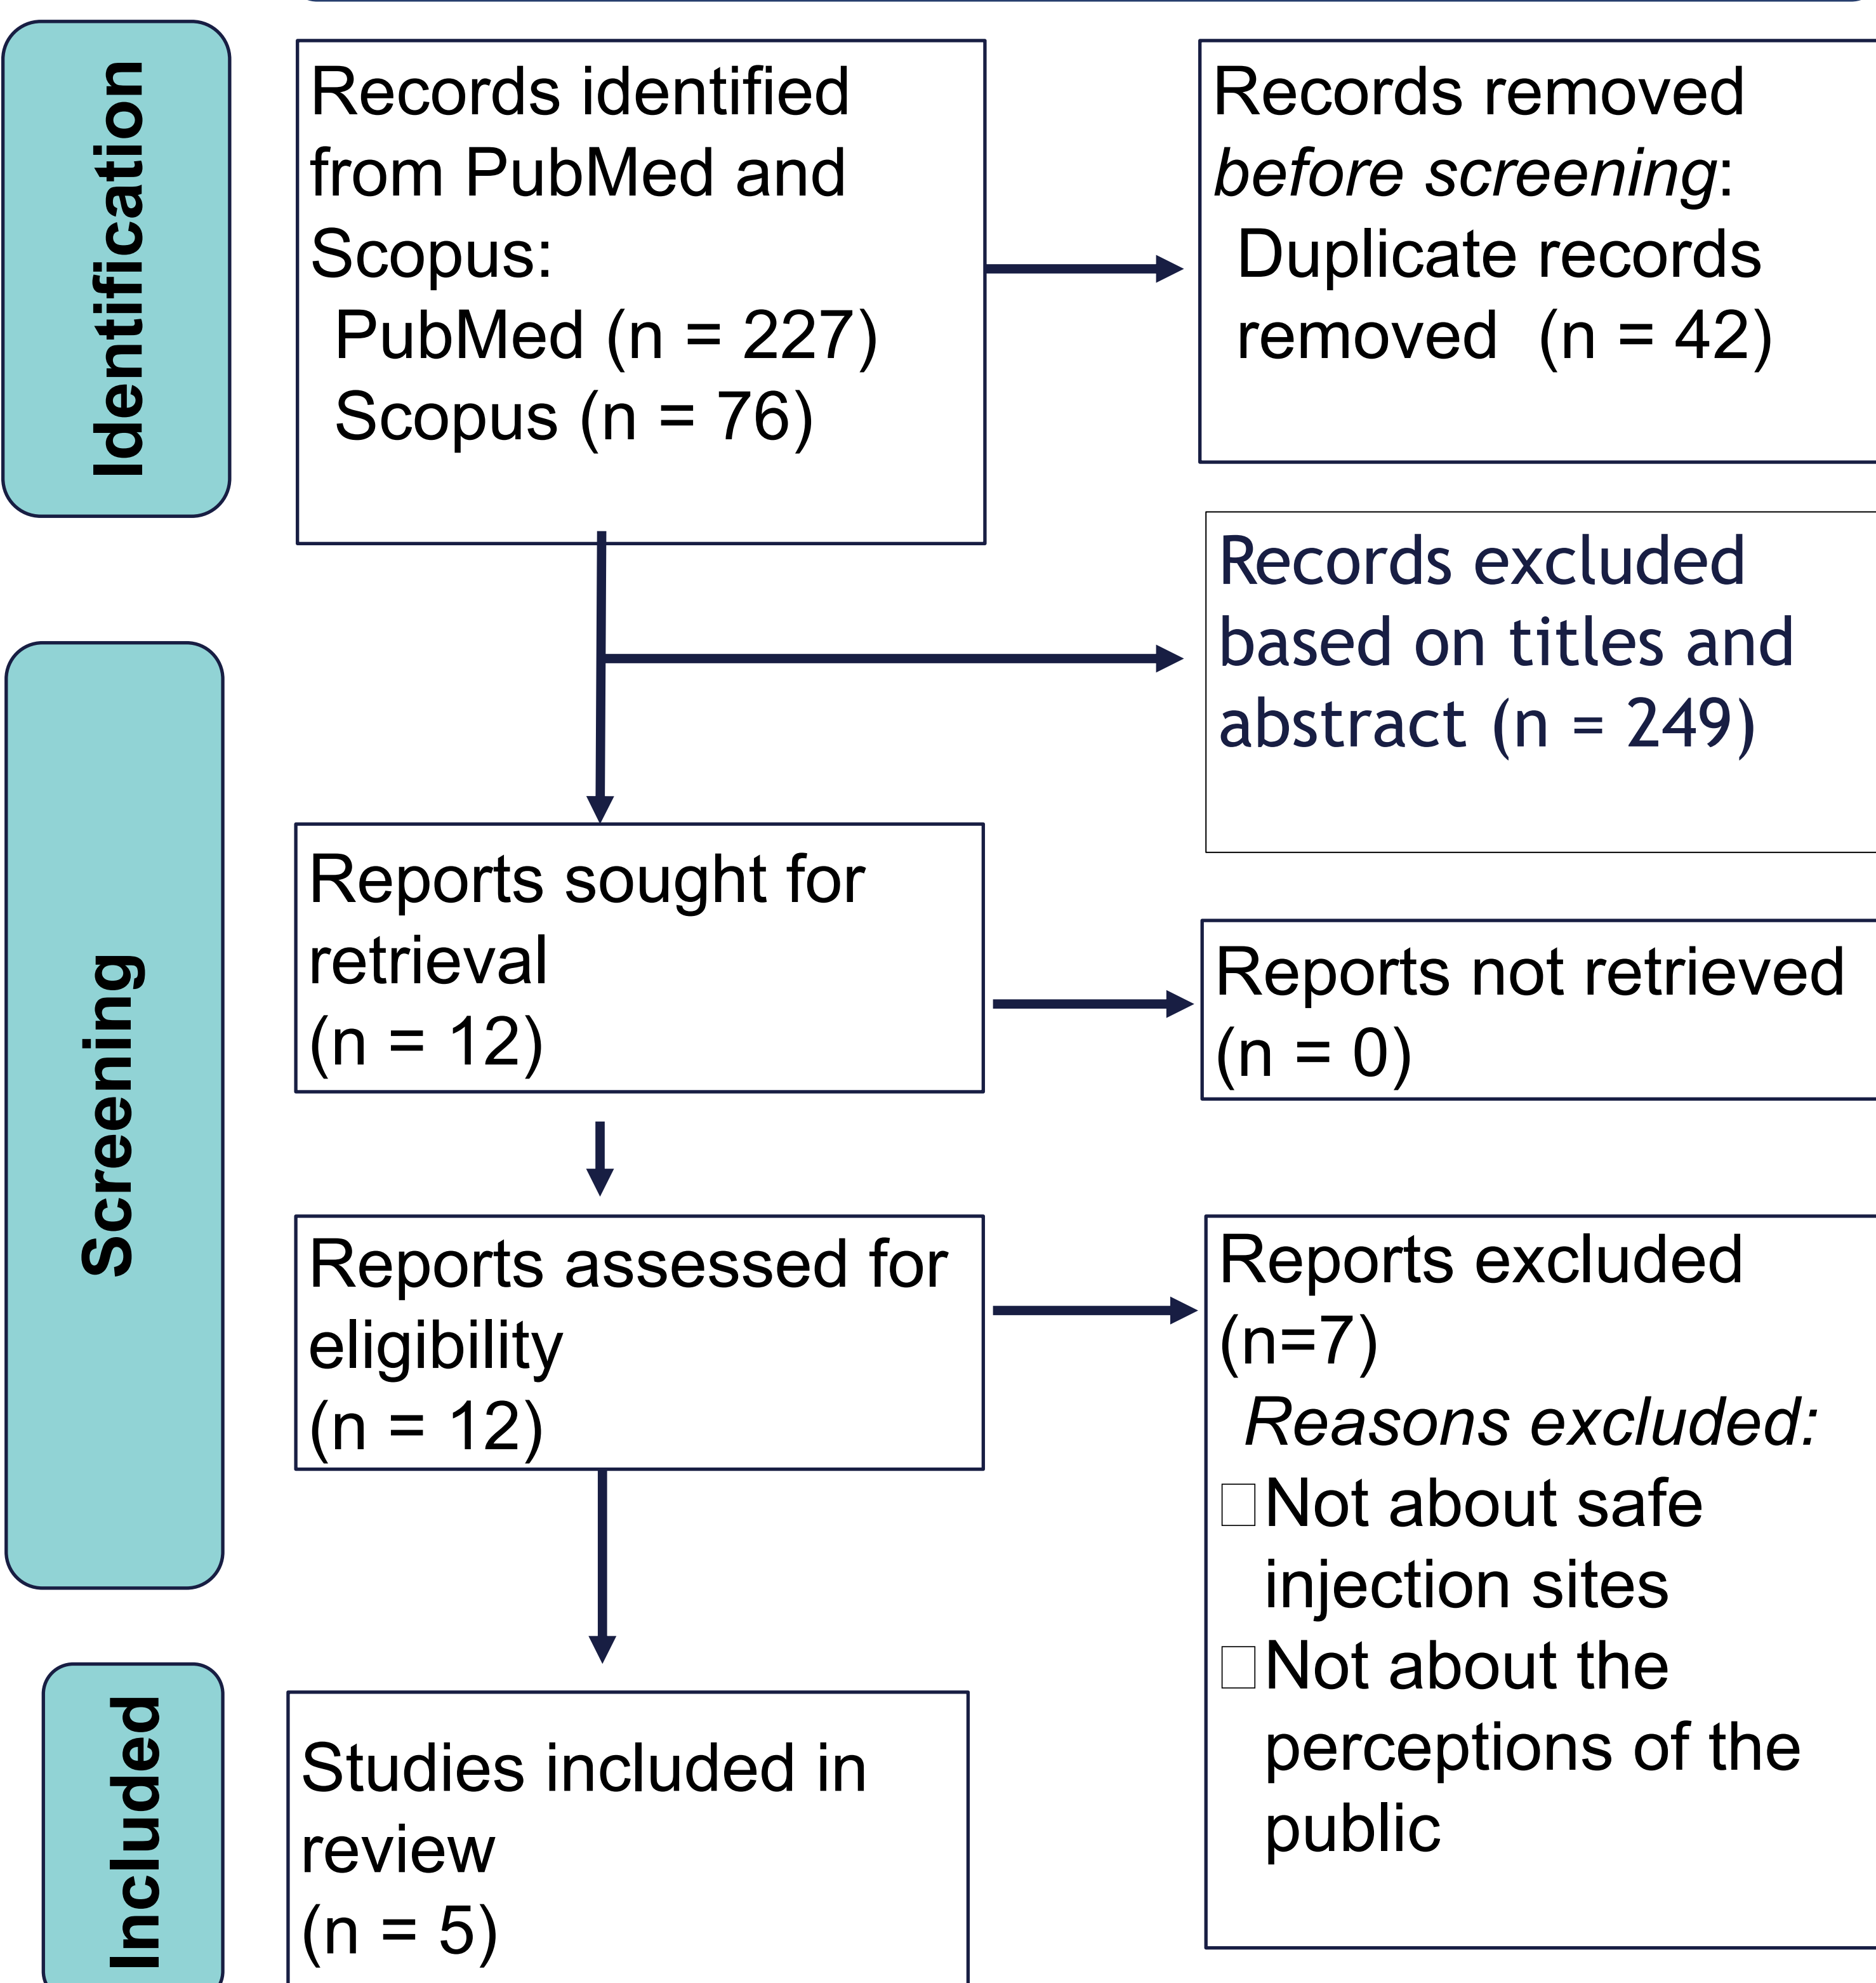 Identification
Records identified
from PubMed and
Scopus:
PubMed (n = 227)
Scopus (n = 76)
Records removed
before screening:
Duplicate records
removed (n = 42)
Records excluded
based on titles and
abstract (n = 249)
Screening
Reports sought for
retrieval
(n = 12)
Reports not retrieved
(n = 0)
Reports assessed for
eligibility
(n = 12)
Reports excluded
(n=7)
Reasons excluded:
Not about safe
injection sites
Not about the
perceptions of the
public
Included
Studies included in
review
(n = 5)